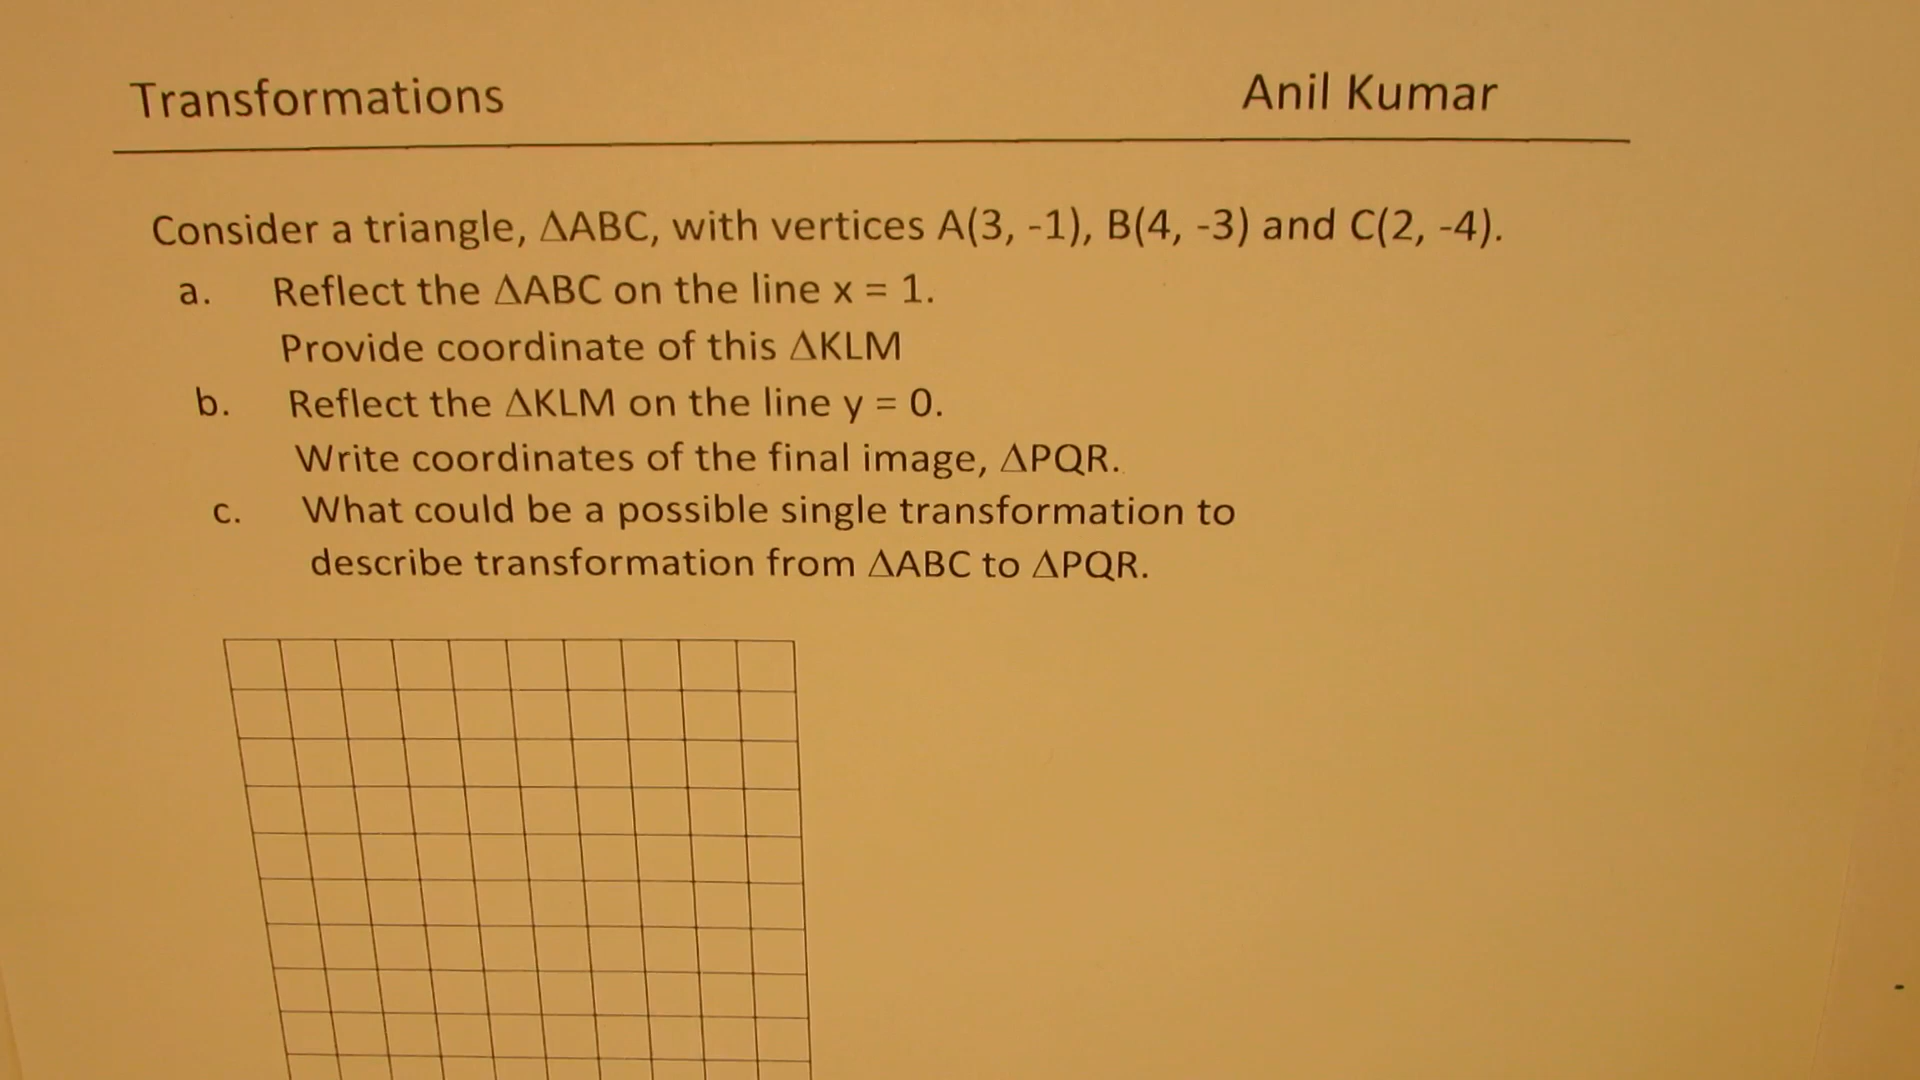 Transformations
Anil Kumar
Consider a triangle, ΔABC, with vertices A(3, -1), B(4, -3) and C(2, -4).
a. Reflect the ΔABC on the line x = 1.
Provide coordinate of this ΔKLM
b. Reflect the ΔKLM on the line y = 0.
Write coordinates of the final image, ΔPQR.
c. What could be a possible single transformation to
describe transformation from ΔABC to ΔPQR.